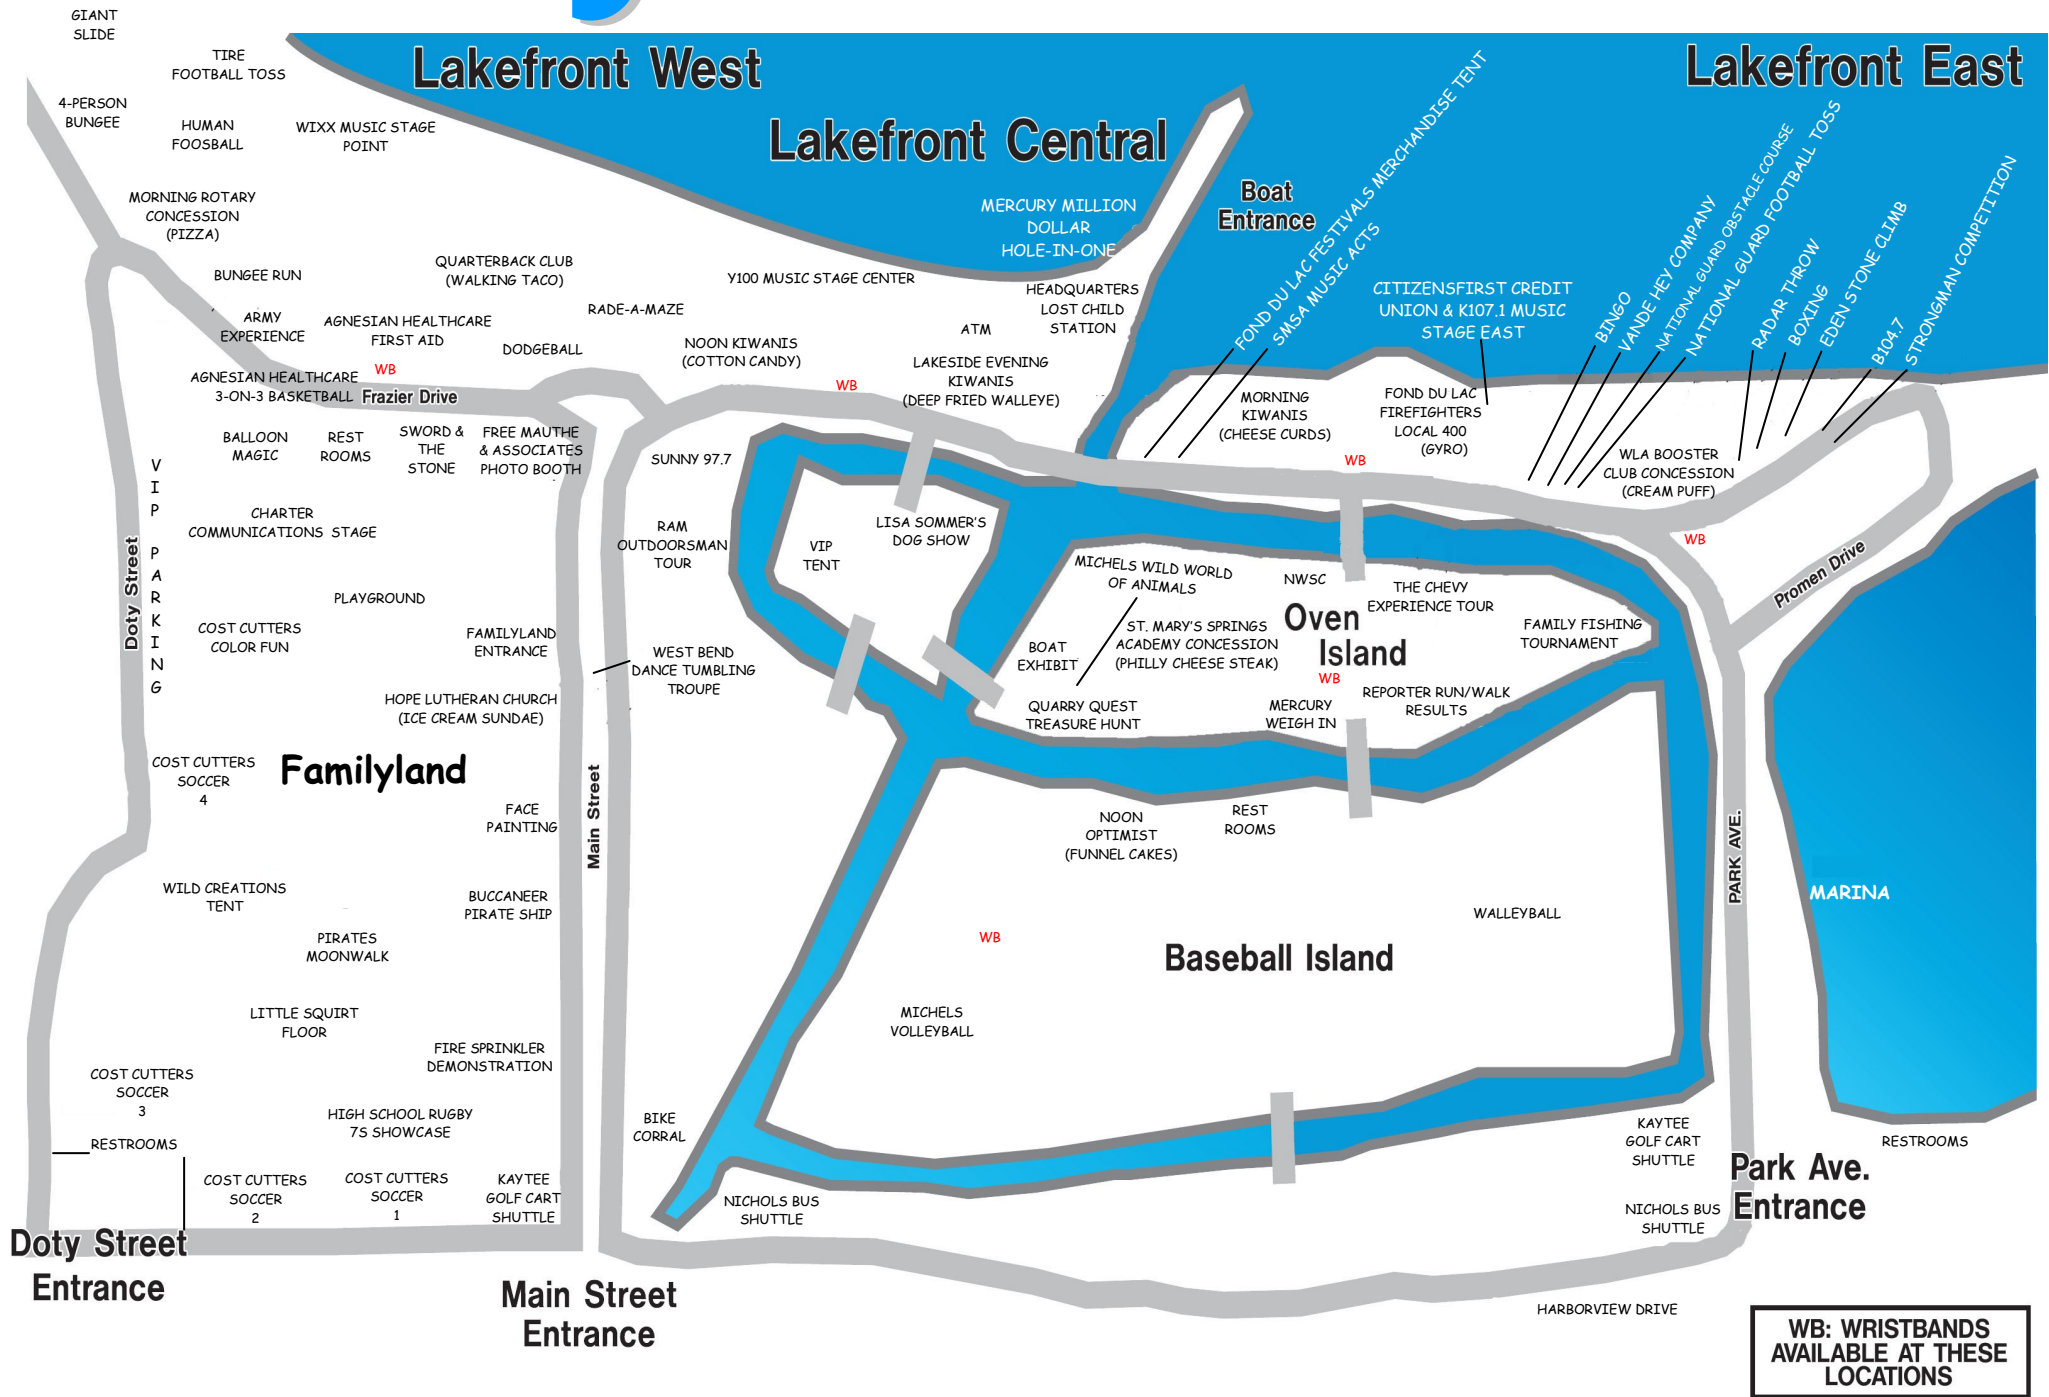 GIANT
SLIDE
TIRE
FOOTBALL TOSS
4-PERSON
BUNGEE
HUMAN
FOOSBALL
WIXX MUSIC STAGE
POINT
Lakefront West
Lakefront Central
Lakefront East
MORNING ROTARY
CONCESSION
(PIZZA)
BUNGEE RUN
QUARTERBACK CLUB
(WALKING TACO)
ARMY
EXPERIENCE
AGNESIAN HEALTHCARE
FIRST AID
RADE-A-MAZE
DODGEBALL
Y100 MUSIC STAGE CENTER
NOON KIWANIS
(COTTON CANDY)
MERCURY MILLION
DOLLAR
HOLE-IN-ONE
HEADQUARTERS
LOST CHILD
STATION
ATM
LAKESIDE EVENING
KIWANIS
(DEEP FRIED WALLEYE)
WB
WB
AGNESIAN HEALTHCARE
3-ON-3 BASKETBALL
Frazier Drive
Boat
Entrance
FOND DU LAC FESTIVALS MERCHANDISE TENT
SMSA MUSIC ACTS
CITIZENSFIRST CREDIT
UNION & K107.1 MUSIC
STAGE EAST
BINGO
VANDE HEY COMPANY
NATIONAL GUARD OBSTACLE COURSE
NATIONAL GUARD FOOTBALL TOSS
RADAR THROW
BOXING
EDEN STONE CLIMB
B104.7
STRONGMAN COMPETITION
MORNING
KIWANIS
(CHEESE CURDS)
FOND DU LAC
FIREFIGHTERS
LOCAL 400
(GYRO)
WB
WLA BOOSTER
CLUB CONCESSION
(CREAM PUFF)
WB
BALLOON
MAGIC
REST
ROOMS
SWORD &
THE
STONE
FREE MAUTHE
& ASSOCIATES
PHOTO BOOTH
SUNNY 97.7
VIP PARKING
Doty Street
CHARTER
COMMUNICATIONS STAGE
RAM
OUTDOORSMAN
TOUR
VIP
TENT
LISA SOMMER'S
DOG SHOW
PLAYGROUND
COST CUTTERS
COLOR FUN
FAMILYLAND
ENTRANCE
WEST BEND
DANCE TUMBLING
TROUPE
HOPE LUTHERAN CHURCH
(ICE CREAM SUNDAE)
MICHELS WILD WORLD
OF ANIMALS
NWSC
THE CHEVY
EXPERIENCE TOUR
Oven
Island
FAMILY FISHING
TOURNAMENT
BOAT
EXHIBIT
ST. MARY'S SPRINGS
ACADEMY CONCESSION
(PHILLY CHEESE STEAK)
WB
QUARRY QUEST
TREASURE HUNT
MERCURY
WEIGH IN
REPORTER RUN/WALK
RESULTS
Promen Drive
COST CUTTERS
SOCCER
4
Familyland
FACE
PAINTING
Main Street
NOON
OPTIMIST
(FUNNEL CAKES)
REST
ROOMS
PARK AVE.
MARINA
WILD CREATIONS
TENT
BUCCANEER
PIRATE SHIP
PIRATES
MOONWALK
WB
WALLEYBALL
Baseball Island
LITTLE SQUIRT
FLOOR
MICHELS
VOLLEYBALL
FIRE SPRINKLER
DEMONSTRATION
COST CUTTERS
SOCCER
3
HIGH SCHOOL RUGBY
7S SHOWCASE
BIKE
CORRAL
RESTROOMS
COST CUTTERS
SOCCER
2
COST CUTTERS
SOCCER
1
KAYTEE
GOLF CART
SHUTTLE
NICHOLS BUS
SHUTTLE
KAYTEE
GOLF CART
SHUTTLE
RESTROOMS
Park Ave.
Entrance
NICHOLS BUS
SHUTTLE
Doty Street
Entrance
Main Street
Entrance
HARBORVIEW DRIVE
WB: WRISTBANDS
AVAILABLE AT THESE
LOCATIONS